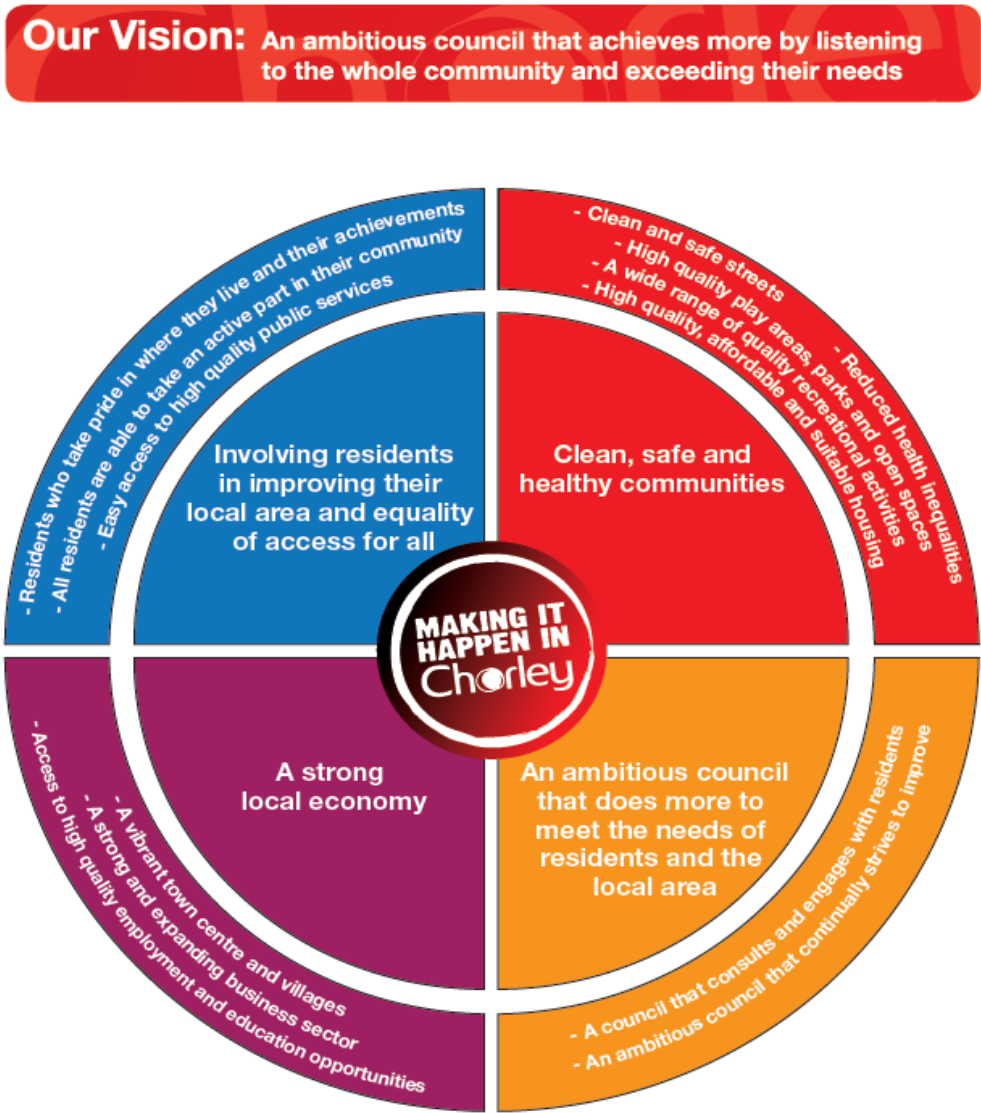 Our Vision: An ambitious council that achieves more by listening
to the whole community and exceeding their needs
- Residents who take pride in where they live and their achievements
- All residents are able to take an active part in their community
- Easy access to high quality public services
Involving residents
in improving their
local area and equality
of access for all
- Clean and safe streets
- High quality play areas, parks and open spaces
- A wide range of quality recreational activities
- High quality, affordable and suitable housing
- Reduced health inequalities
Clean, safe and
healthy communities
MAKING IT
HAPPEN IN
Chorley
A strong
local economy
- A vibrant town centre and villages
- A strong and expanding business sector
- Access to high quality employment and education opportunities
An ambitious council
that does more to
meet the needs of
residents and the
local area
- A council that consults and engages with residents
- An ambitious council that continually strives to improve